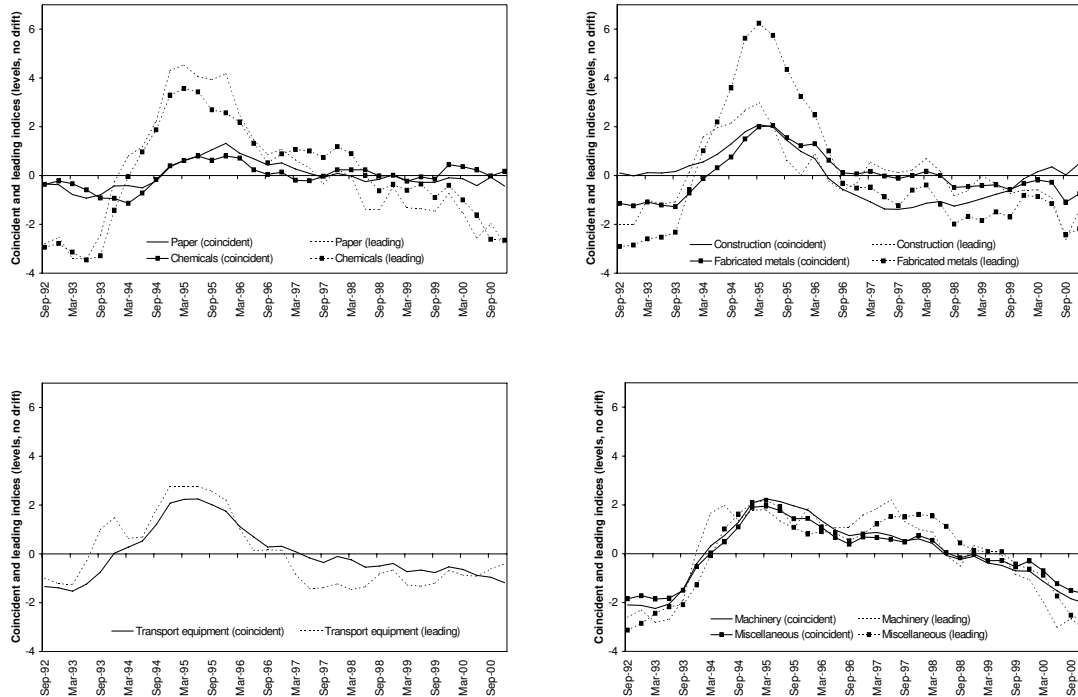 Coincident and leading indices (levels, no drift)
6
4
2
0
-2
-4
Paper (coincident) Paper (leading)
Chemicals (coincident) Chemicals (leading)
Sep-92 Mar-93 Sep-93 Mar-94 Sep-94 Mar-95 Sep-95 Mar-96 Sep-96 Mar-97 Sep-97 Mar-98 Sep-98 Mar-99 Sep-99 Mar-00 Sep-00
Coincident and leading indices (levels, no drift)
6
4
2
0
-2
-4
Construction (coincident) Construction (leading)
Fabricated metals (coincident) Fabricated metals (leading)
Sep-92 Mar-93 Sep-93 Mar-94 Sep-94 Mar-95 Sep-95 Mar-96 Sep-96 Mar-97 Sep-97 Mar-98 Sep-98 Mar-99 Sep-99 Mar-00 Sep-00
Coincident and leading indices (levels, no drift)
6
4
2
0
-2
-4
Transport equipment (coincident) Transport equipment (leading)
Sep-92 Mar-93 Sep-93 Mar-94 Sep-94 Mar-95 Sep-95 Mar-96 Sep-96 Mar-97 Sep-97 Mar-98 Sep-98 Mar-99 Sep-99 Mar-00 Sep-00
Coincident and leading indices (levels, no drift)
6
4
2
0
-2
-4
Machinery (coincident) Machinery (leading)
Miscellaneous (coincident) Miscellaneous (leading)
Sep-92 Mar-93 Sep-93 Mar-94 Sep-94 Mar-95 Sep-95 Mar-96 Sep-96 Mar-97 Sep-97 Mar-98 Sep-98 Mar-99 Sep-99 Mar-00 Sep-00